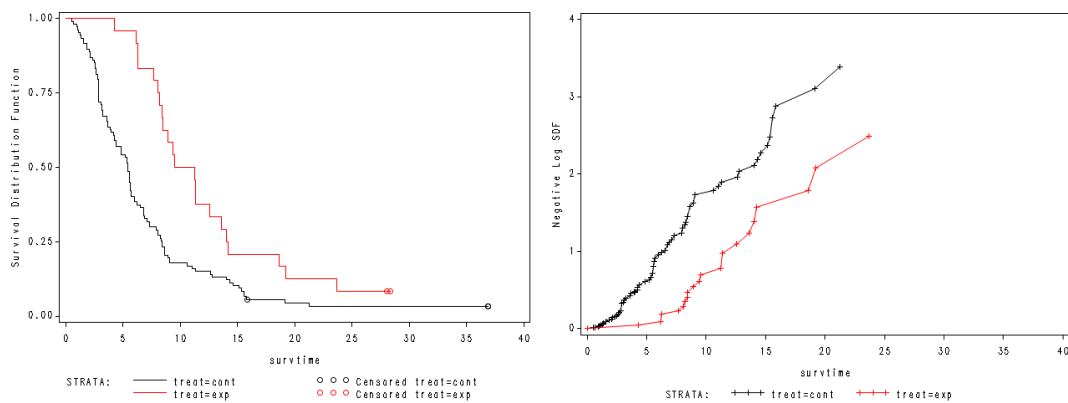 1.00
0.75
0.50
0.25
0.00
Survival Distribution Function
0 5 10 15 20 25 30 35 40
survtime
STRATA: treat=cont Censored treat=cont
treat=exp Censored treat=exp
4
3
2
1
0
Negative Log SDF
0 5 10 15 20 25 30 35 40
survtime
STRATA: treat=cont treat=exp